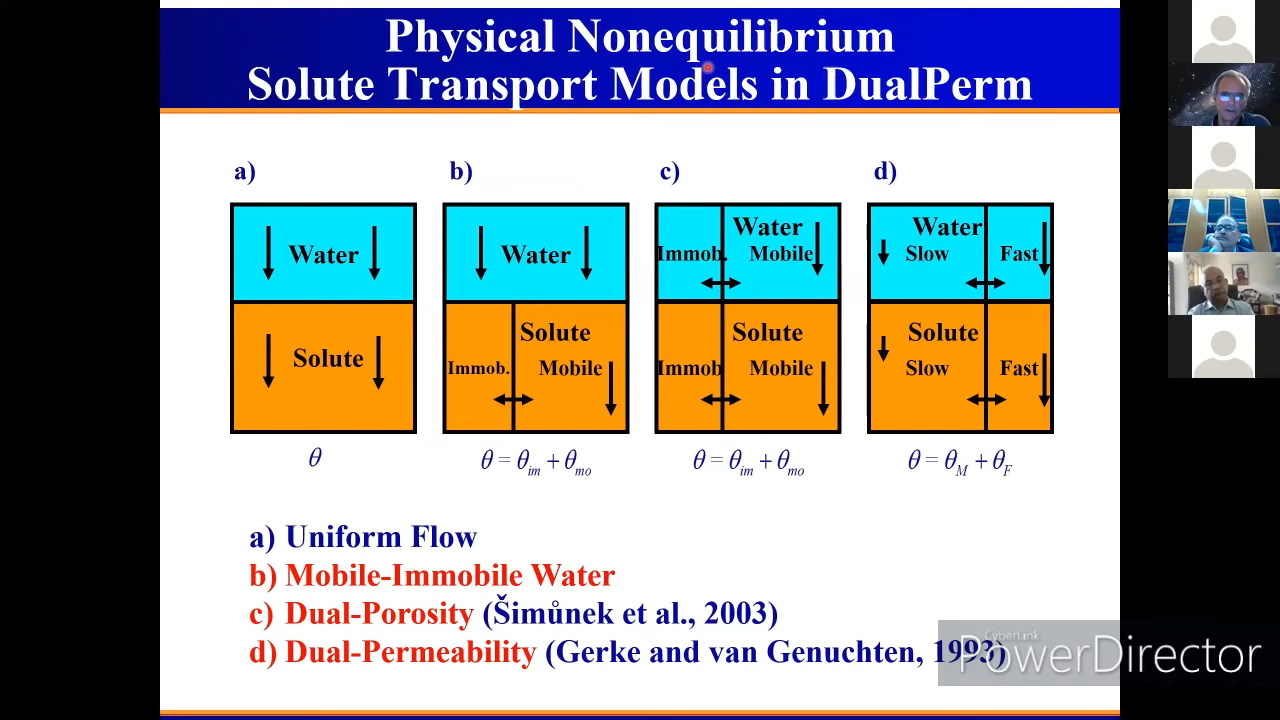 Physical Nonequilibrium
Solute Transport Models in DualPerm
a)
b)
c)
d)
Water
Solute
θ
Water
Solute
Immob.
Mobile
θ = θim + θmo
Water
Immob.
Mobile
Solute
Immob
Mobile
θ = θim + θmo
Water
Slow
Fast
Solute
Slow
Fast
θ = θM + θF
a) Uniform Flow
b) Mobile-Immobile Water
c) Dual-Porosity (Šimůnek et al., 2003)
d) Dual-Permeability (Gerke and van Genuchten, 1993)
CyberLink
PowerDirector